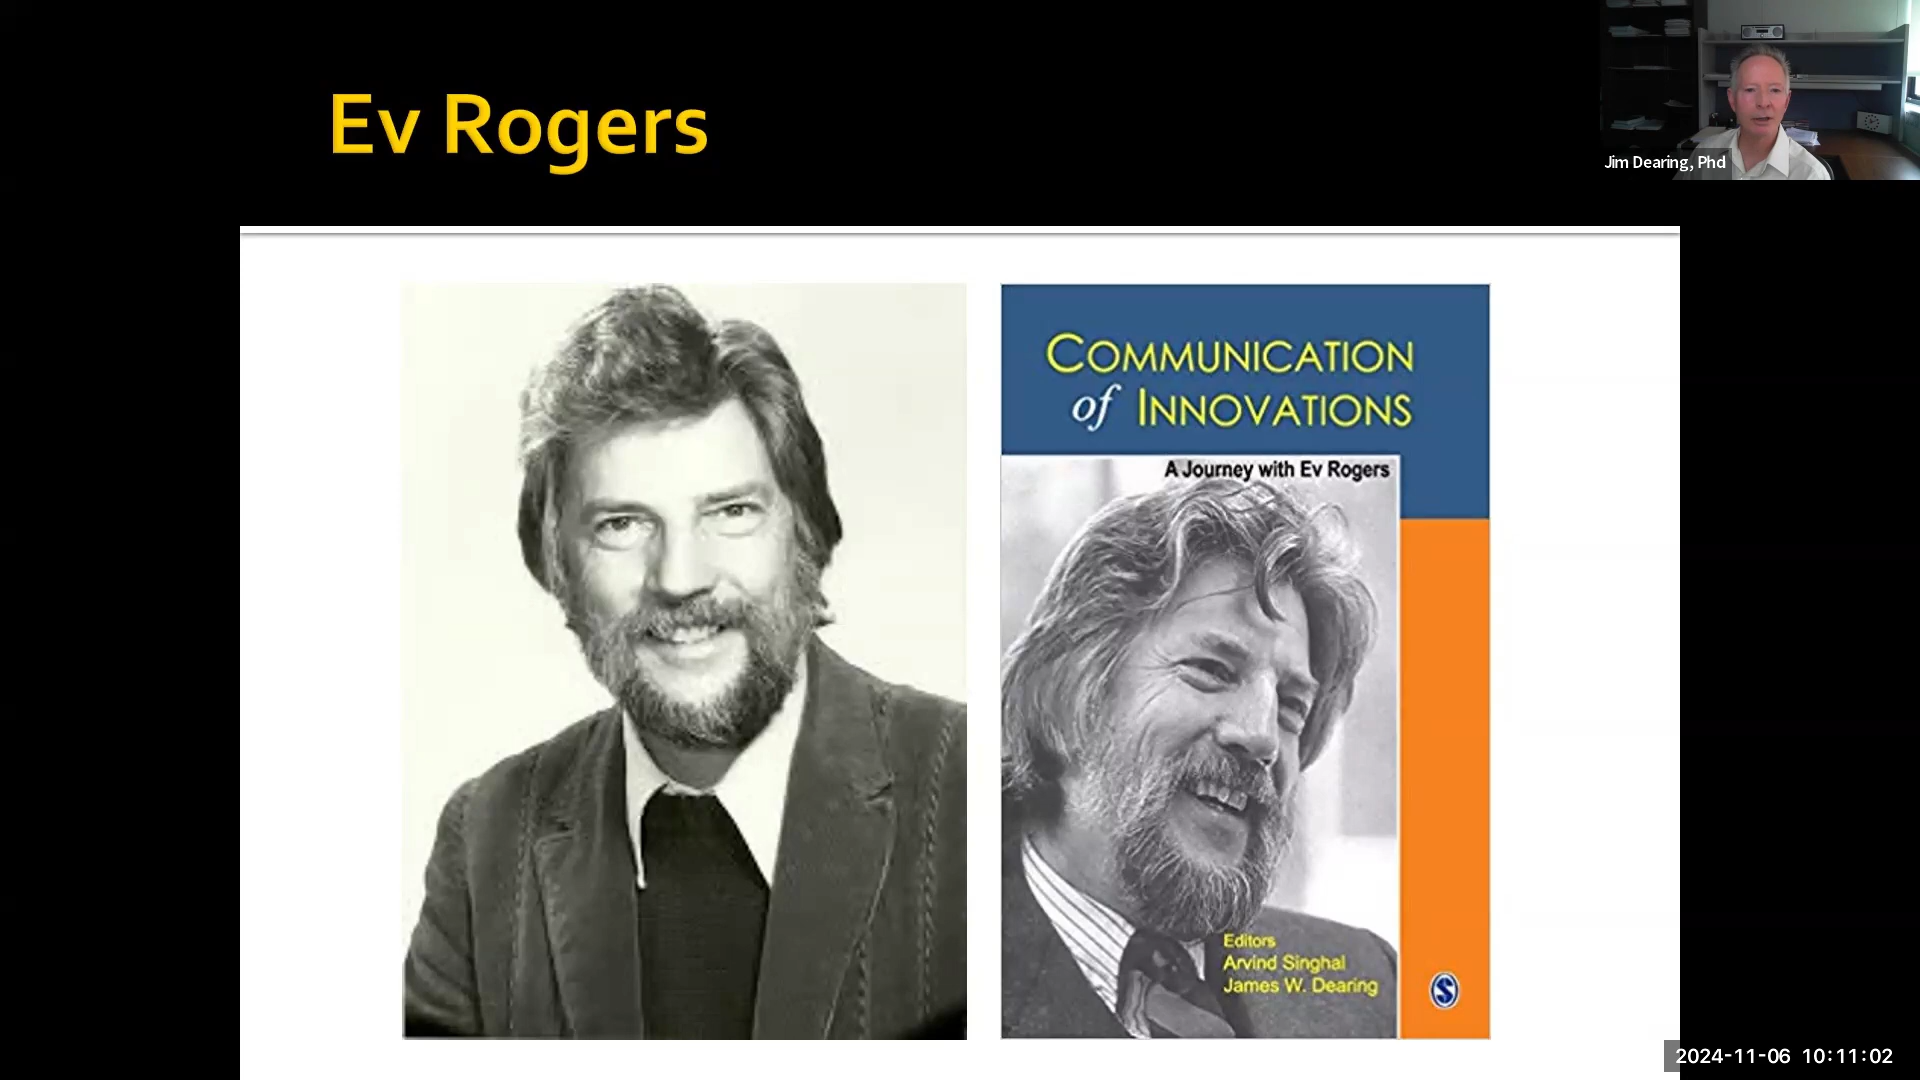 Ev Rogers
Jim Dearing, Phd
COMMUNICATION
of INNOVATIONS
A Journey with Ev Rogers
Editors
Arvind Singhal
James W. Dearing
S
2024-11-06 10:11:02